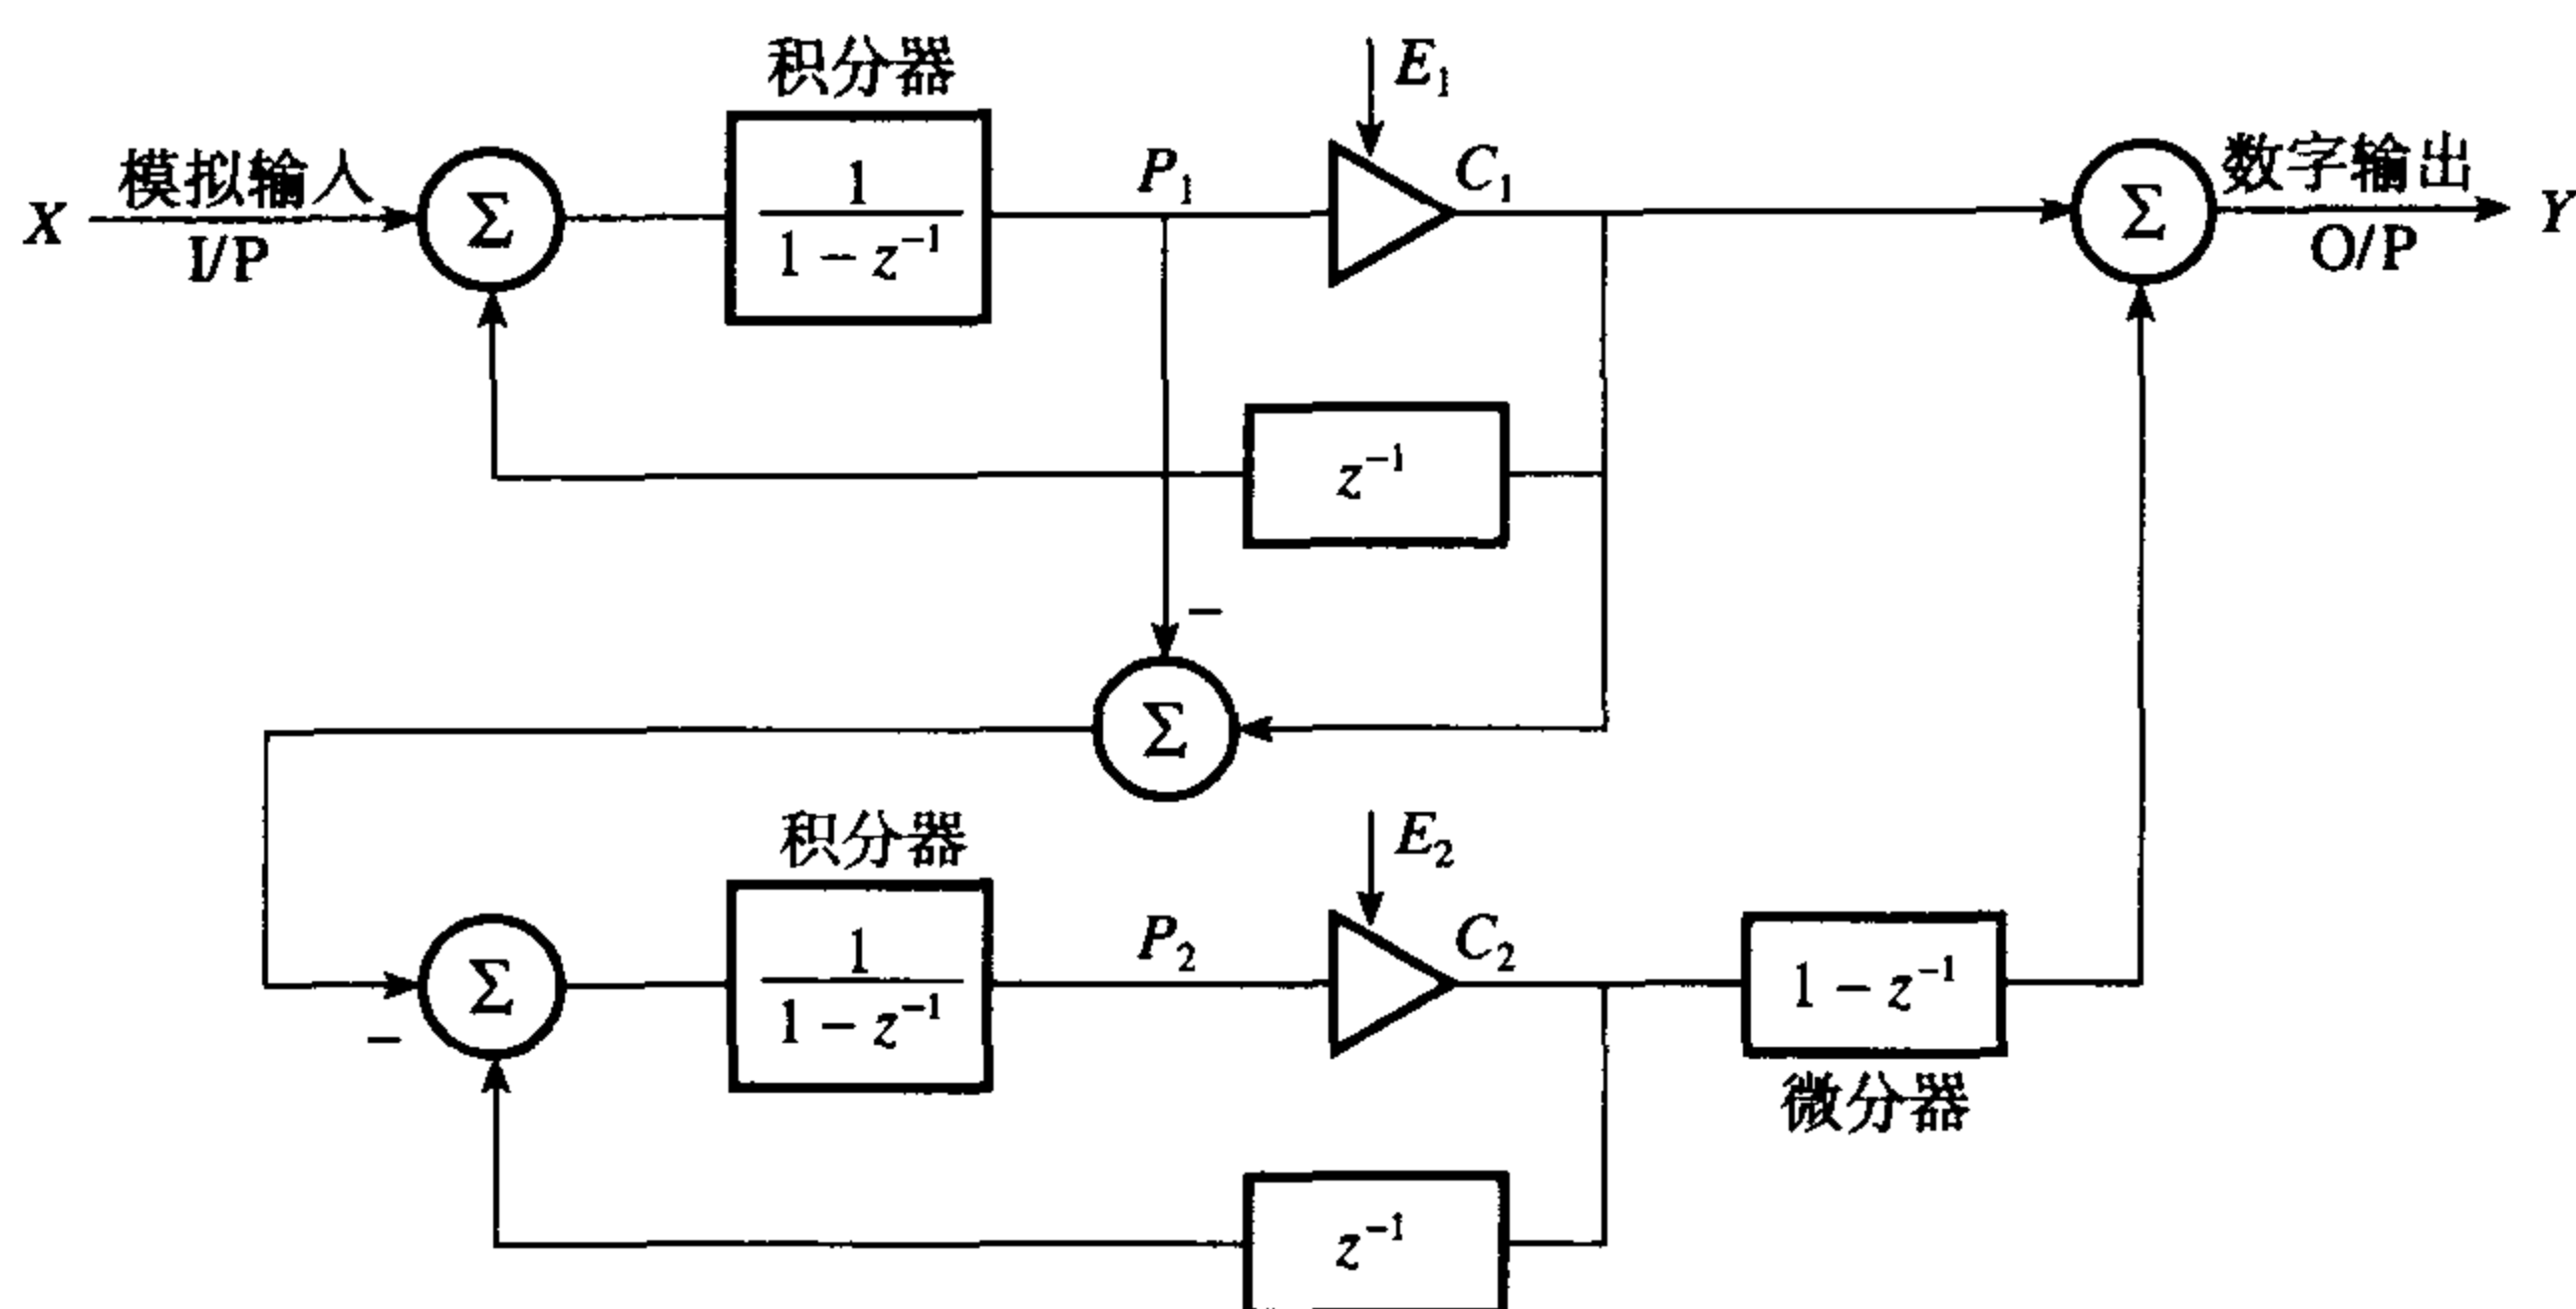 积分器
E₁
X
模拟输入
I/P
Σ
1
1 − z⁻¹
P₁
C₁
Σ
数字输出
O/P
Y
z⁻¹
−
Σ
积分器
E₂
−
Σ
1
1 − z⁻¹
P₂
C₂
1 − z⁻¹
微分器
z⁻¹